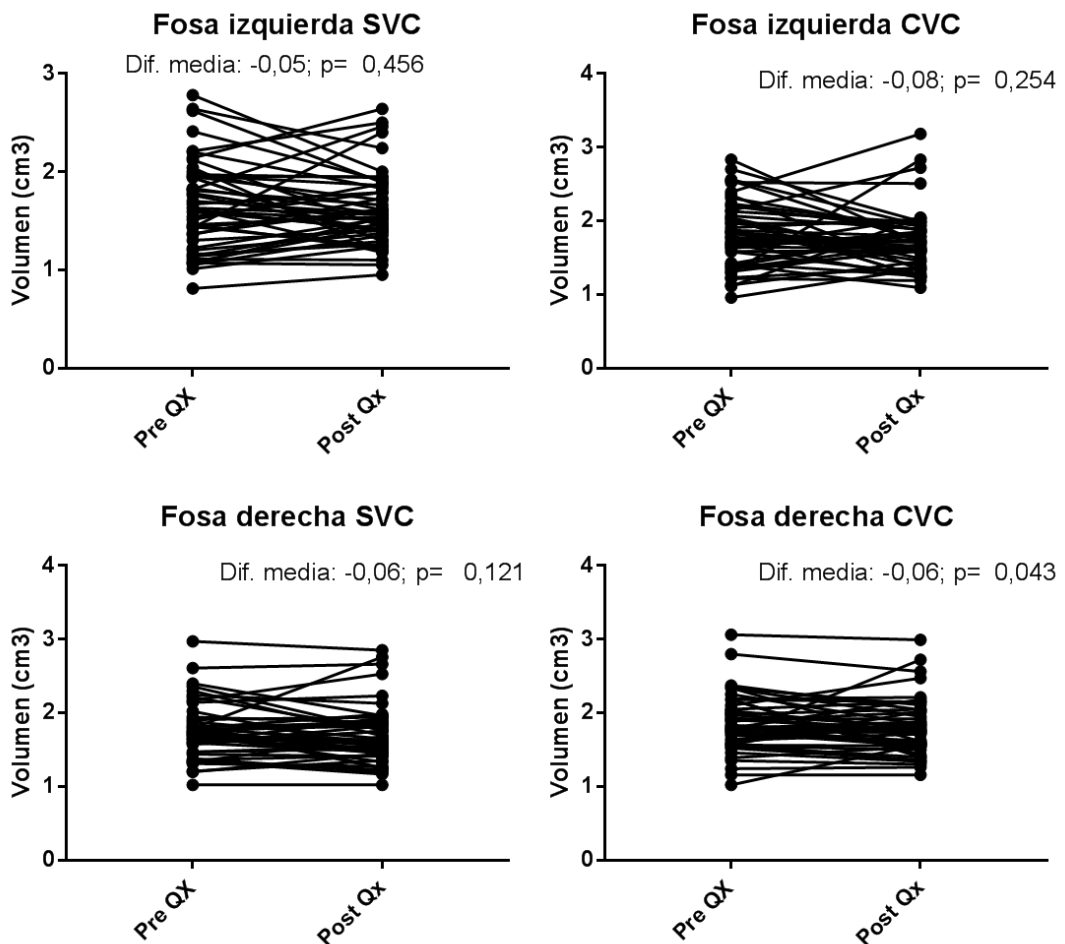 Fosa izquierda SVC
Dif. media: -0,05; p= 0,456
Volumen (cm3)
3
2
1
0
Pre QX
Post Qx
Fosa izquierda CVC
Dif. media: -0,08; p= 0,254
Volumen (cm3)
4
3
2
1
0
Pre QX
Post Qx
Fosa derecha SVC
Dif. media: -0,06; p= 0,121
Volumen (cm3)
4
3
2
1
0
Pre QX
Post Qx
Fosa derecha CVC
Dif. media: -0,06; p= 0,043
Volumen (cm3)
4
3
2
1
0
Pre QX
Post Qx